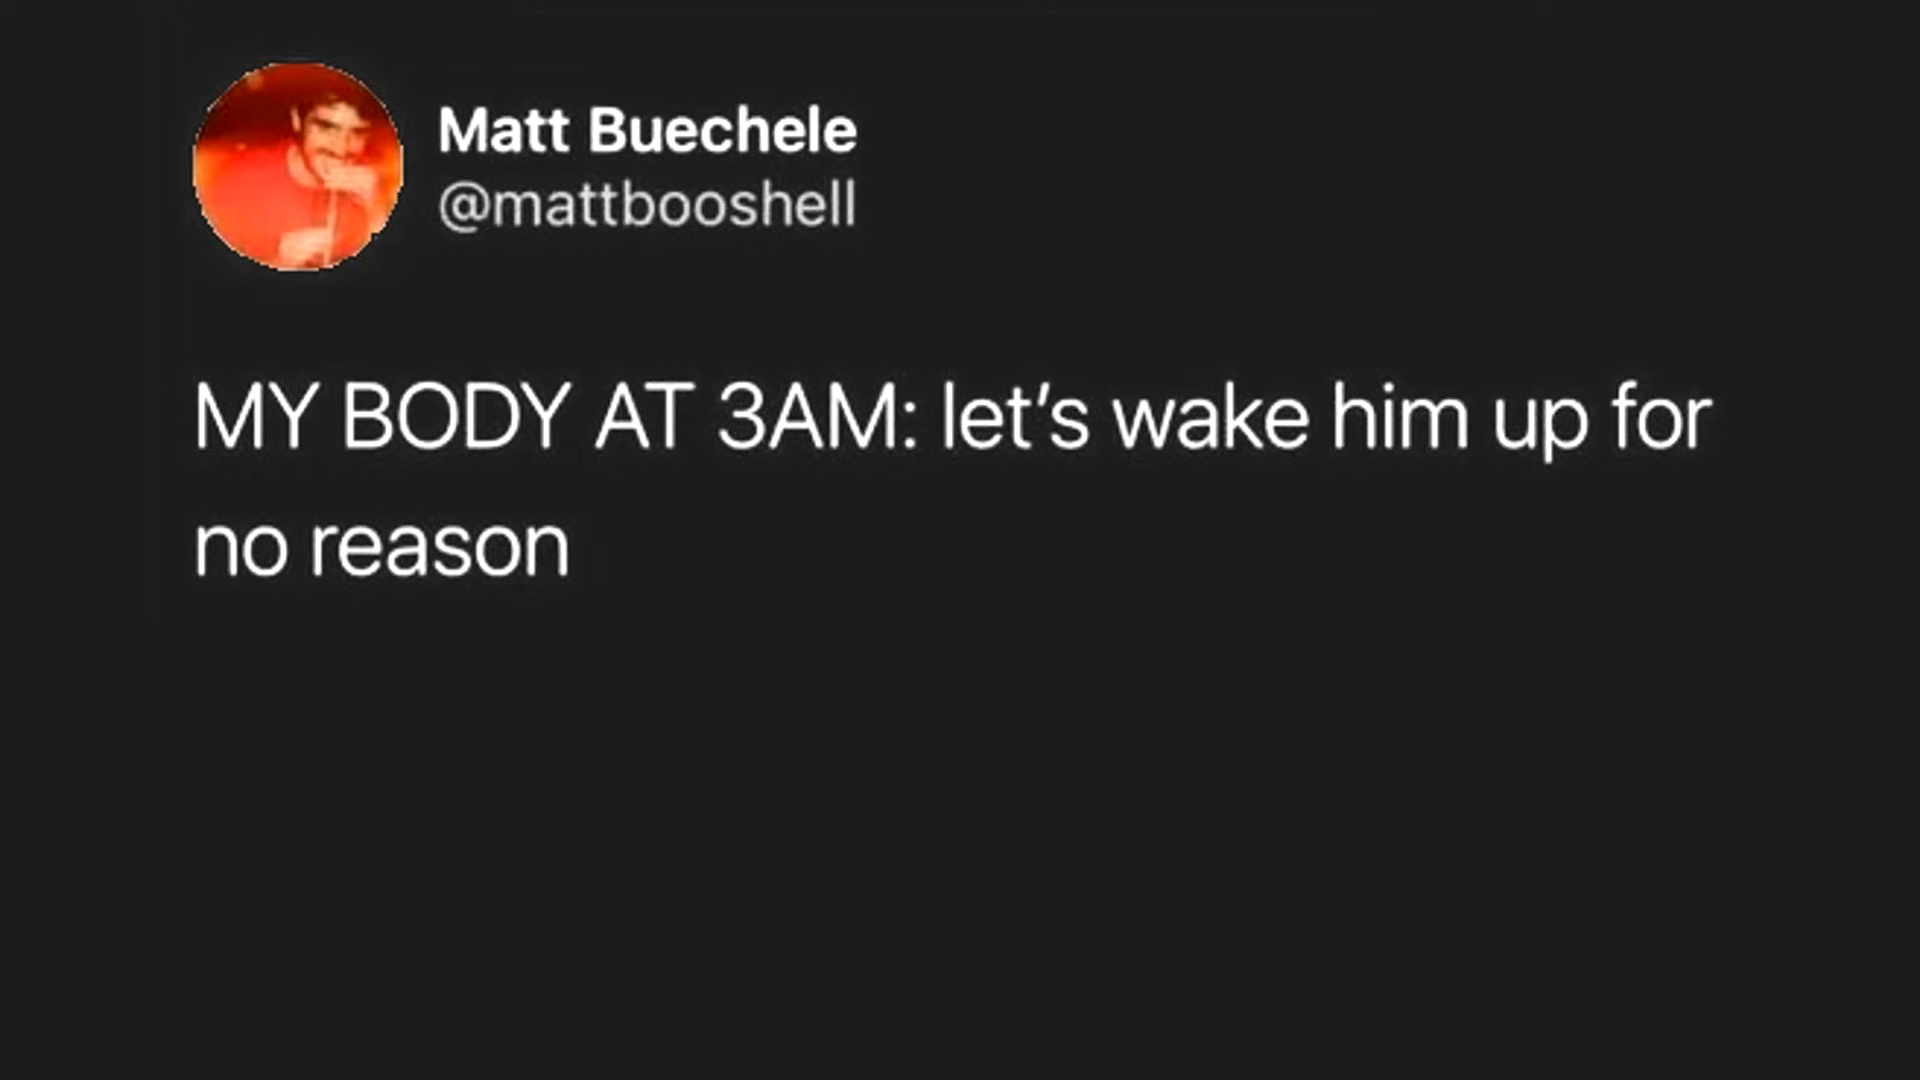 Matt Buechele
@mattbooshell
MY BODY AT 3AM: let’s wake him up for
no reason